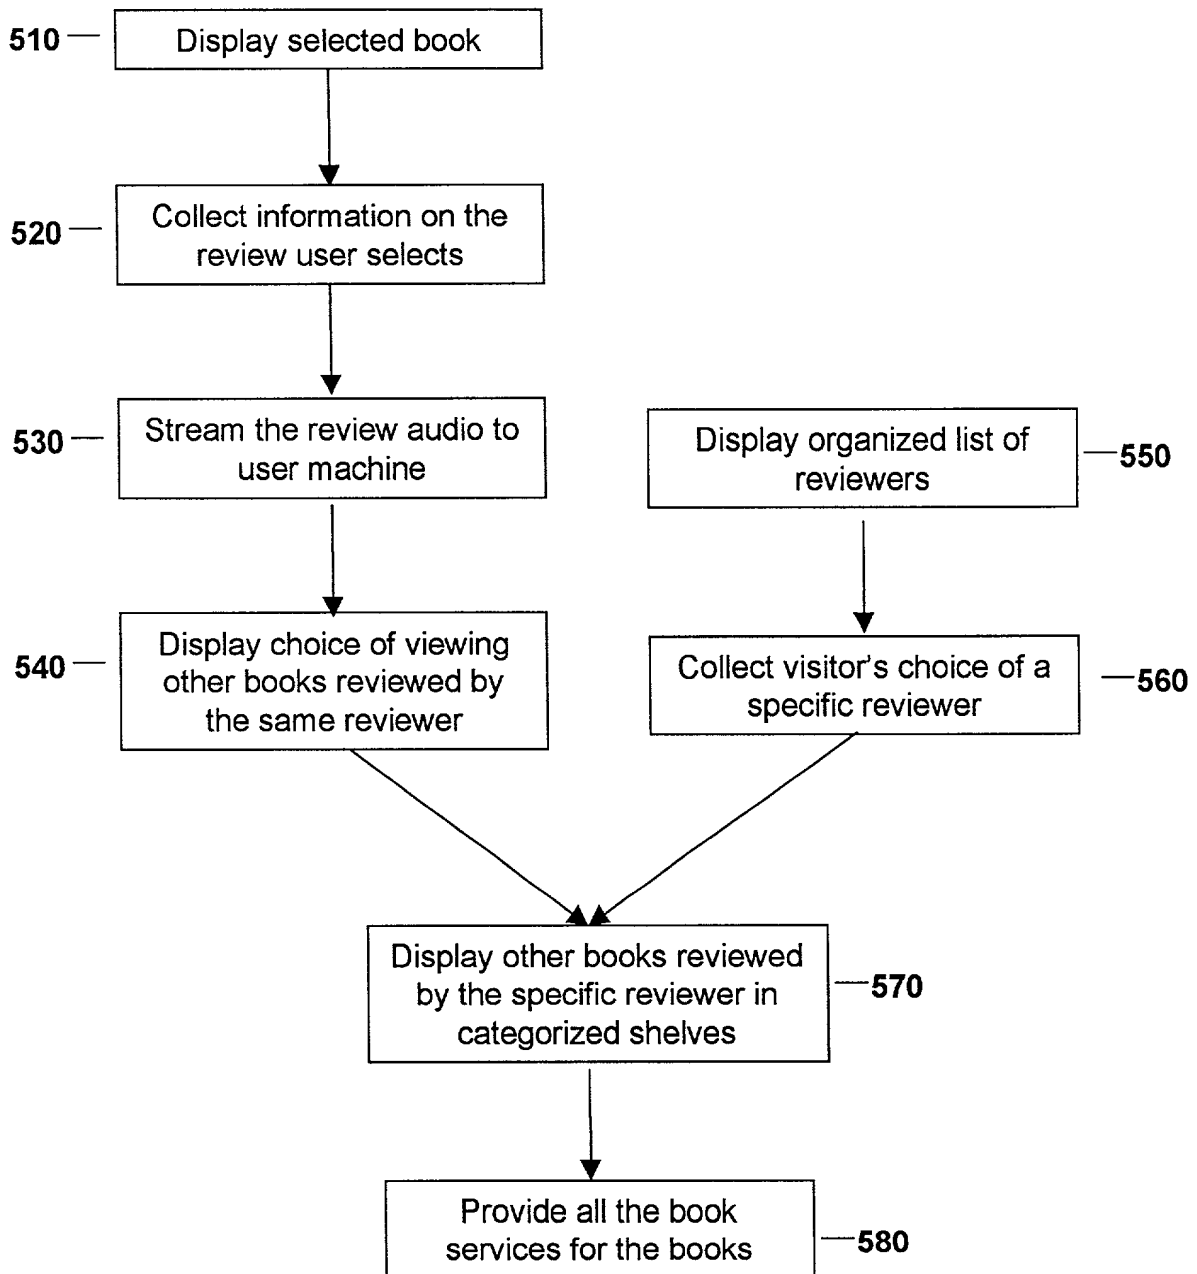 510
Display selected book
520
Collect information on the
review user selects
530
Stream the review audio to
user machine
540
Display choice of viewing
other books reviewed by
the same reviewer
Display organized list of
reviewers
550
Collect visitor's choice of a
specific reviewer
560
Display other books reviewed
by the specific reviewer in
categorized shelves
570
Provide all the book
services for the books
580